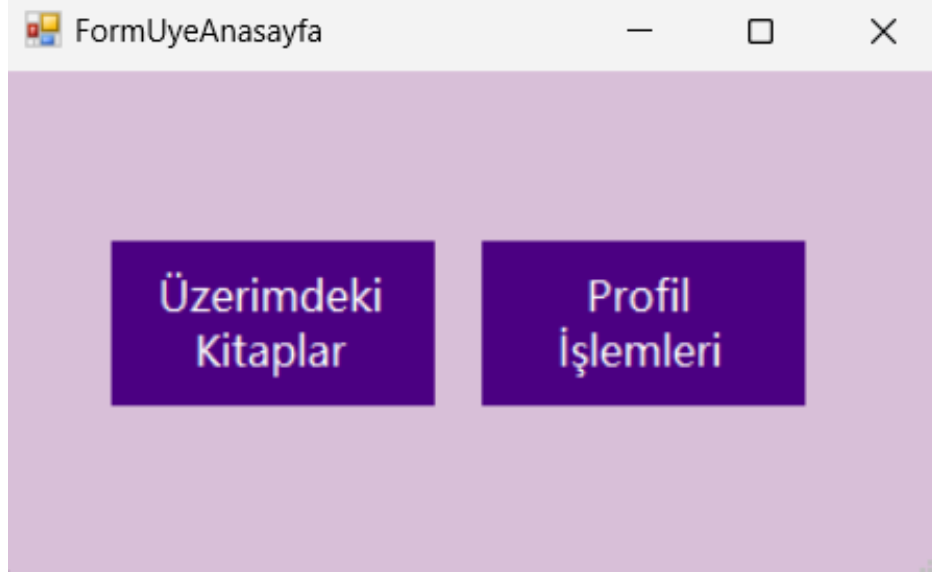 FormUyeAnasayfa
Üzerimdeki
Kitaplar
Profil
İşlemleri